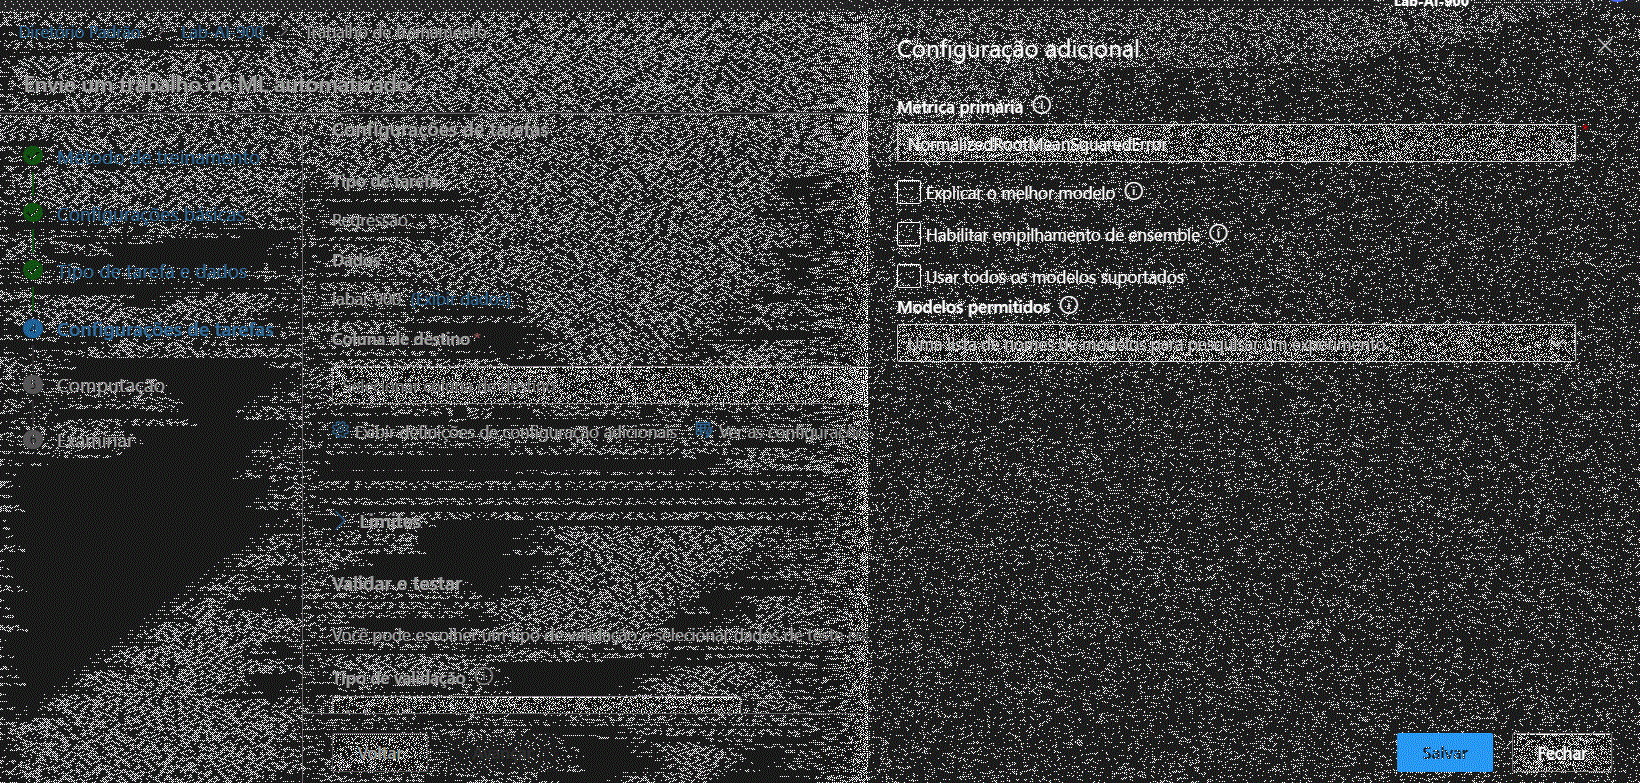 Lab-AI-900
Diretório Padrão > Lab-AI-900 > Trabalho de treinamento
Envie um trabalho de ML automatizado
Método de treinamento
Configurações básicas
Tipo de tarefa e dados
Configurações de tarefas
Computação
Examinar
Configurações de tarefas
Tipo de tarefa
Regressão
Dados
(Exibir dados)
Coluna de destino *
Exibir definições de configuração adicionais
Ver as configurações
Limites
Validar e testar
Você pode escolher um tipo de validação e selecionar dados de teste
Tipo de validação
Voltar
Configuração adicional
Métrica primária
NormalizedRootMeanSquaredError
Explicar o melhor modelo
Habilitar empilhamento de ensemble
Usar todos os modelos suportados
Modelos permitidos
Uma lista de nomes de modelos para pesquisar um experimento
Salvar
Fechar